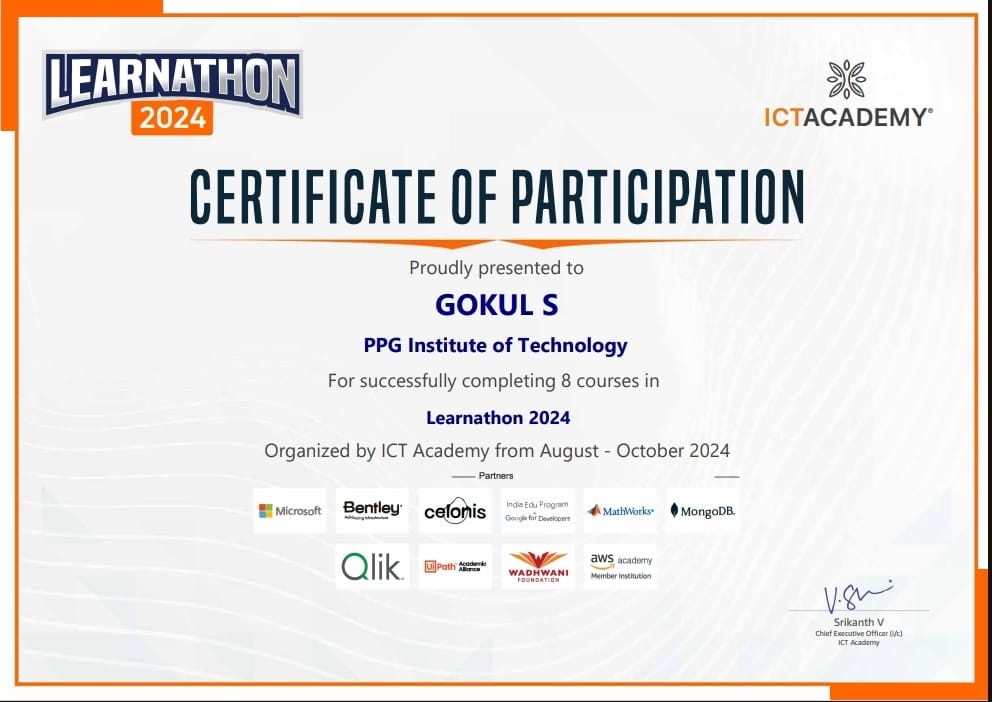 LEARNATHON
2024
ICTACADEMY®
CERTIFICATE OF PARTICIPATION
Proudly presented to
GOKUL S
PPG Institute of Technology
For successfully completing 8 courses in
Learnathon 2024
Organized by ICT Academy from August - October 2024
Partners
Microsoft
Bentley®
Advancing Infrastructure
celonis
India Edu Program
Google for Developers
MathWorks®
MongoDB.
Qlik
UiPath® Academic Alliance
WADHWANI
FOUNDATION
aws academy
Member Institution
V.S
Srikanth V
Chief Executive Officer (i/c)
ICT Academy